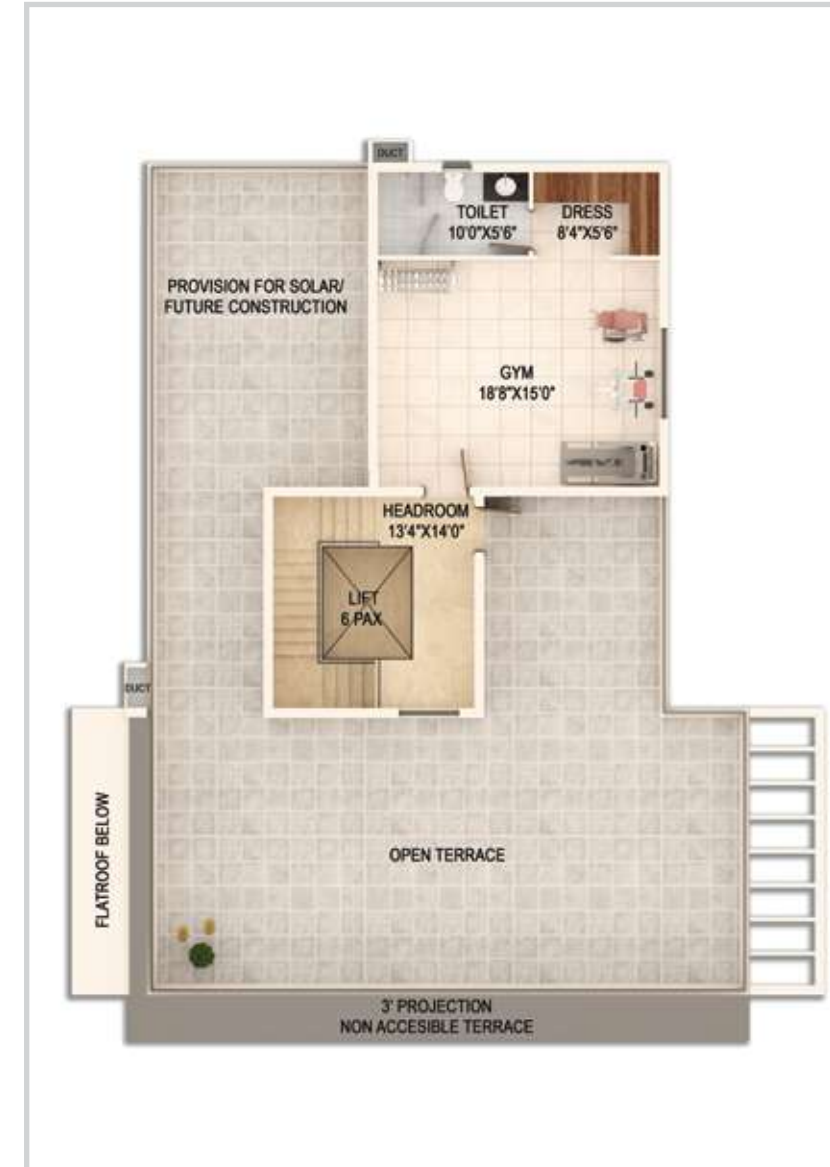 DUCT
TOILET
10'0"X5'6"
DRESS
8'4"X5'6"
PROVISION FOR SOLAR/
FUTURE CONSTRUCTION
GYM
18'8"X15'0"
HEADROOM
13'4"X14'0"
LIFT
6 PAX
DUCT
FLATROOF BELOW
OPEN TERRACE
3' PROJECTION
NON ACCESIBLE TERRACE